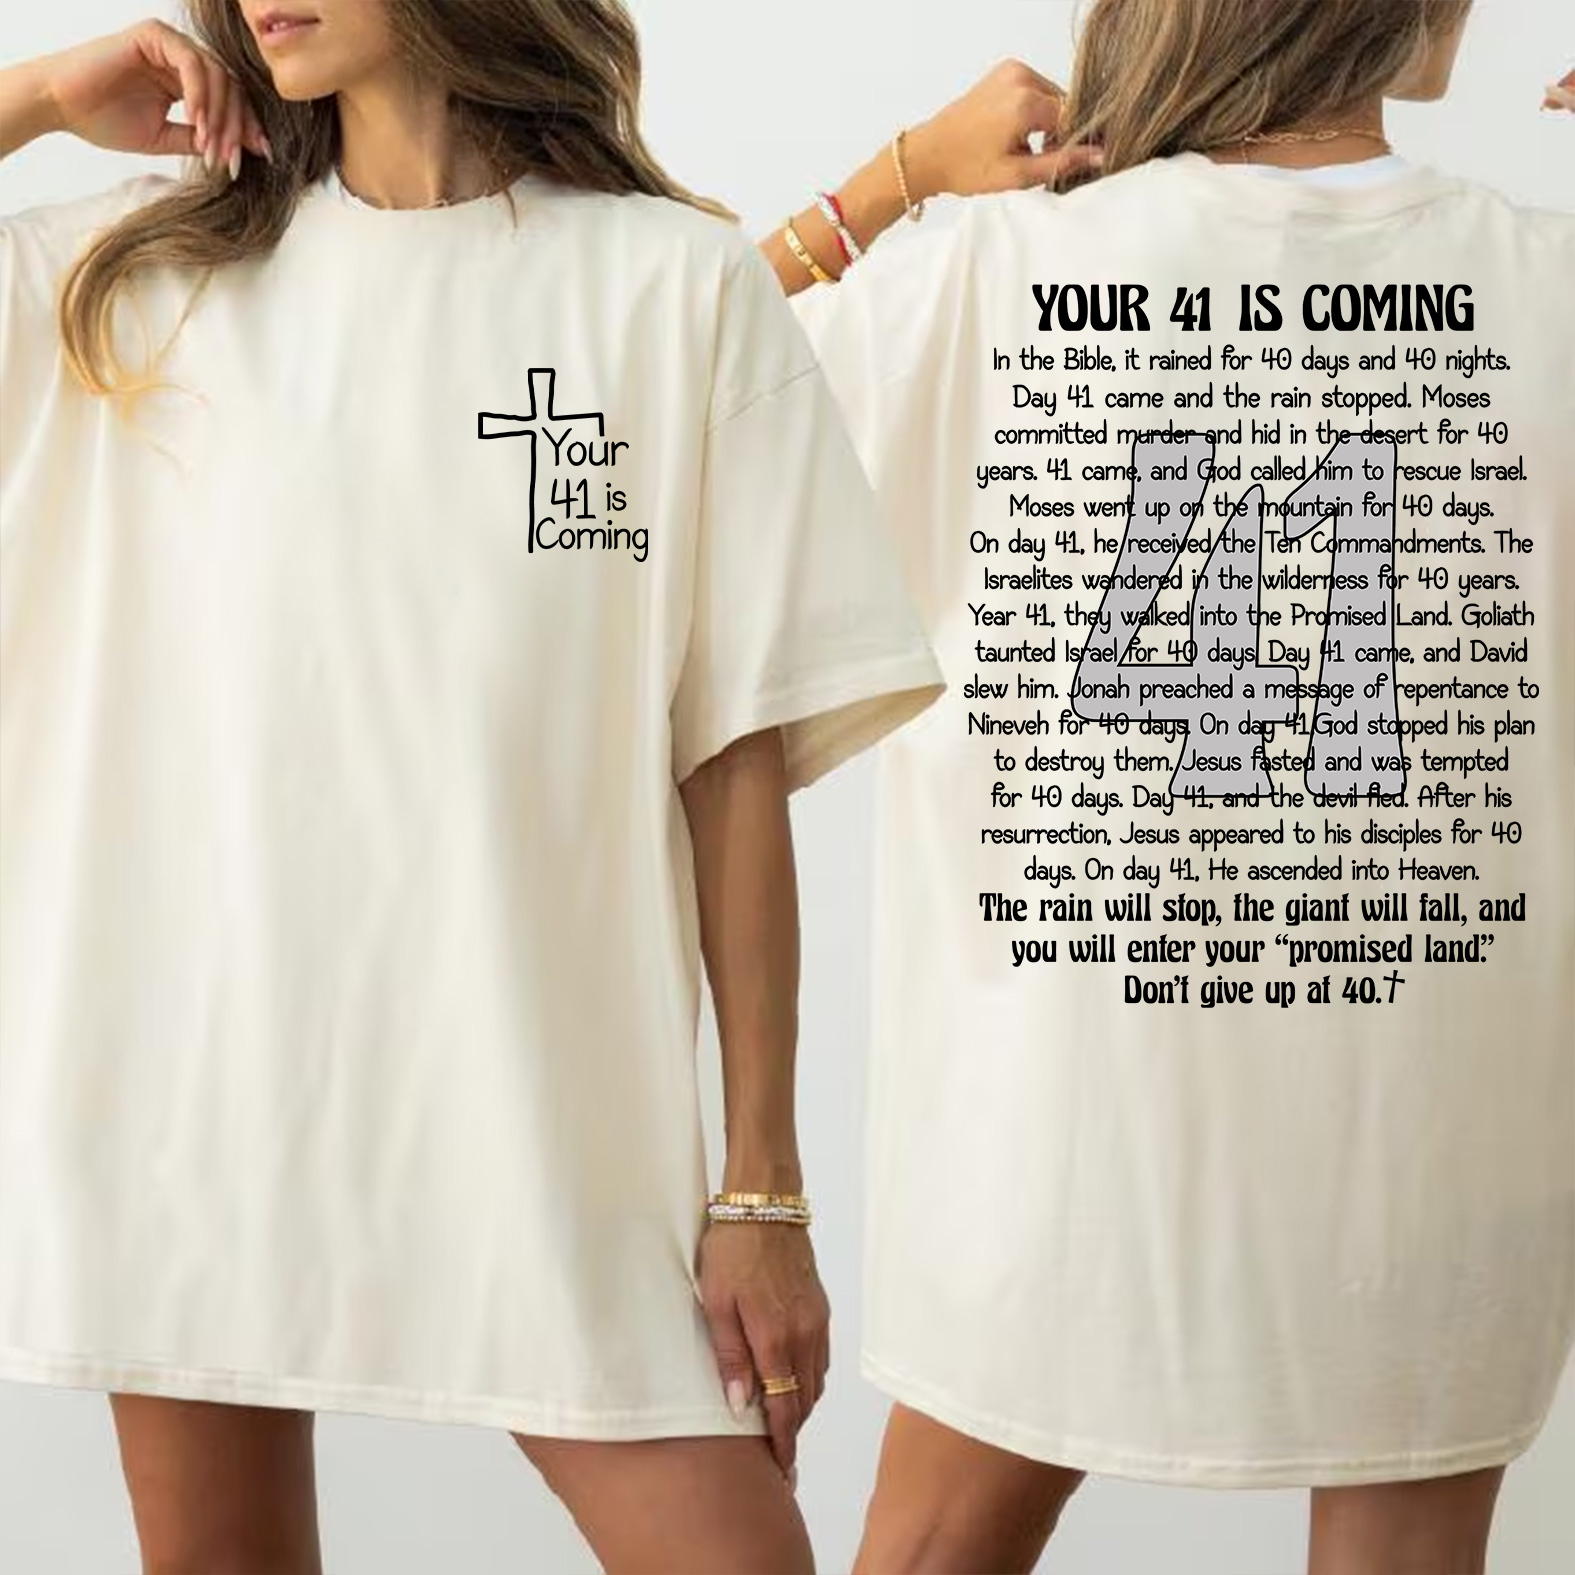 Your
41 is
Coming
YOUR 41 IS COMING
In the Bible, it rained for 40 days and 40 nights.
Day 41 came and the rain stopped. Moses
committed murder and hid in the desert for 40
years. 41 came, and God called him to rescue Israel.
Moses went up on the mountain for 40 days.
On day 41, he received the Ten Commandments. The
Israelites wandered in the wilderness for 40 years.
Year 41, they walked into the Promised Land. Goliath
taunted Israel for 40 days. Day 41 came, and David
slew him. Jonah preached a message of repentance to
Nineveh for 40 days. On day 41 God stopped his plan
to destroy them. Jesus fasted and was tempted
for 40 days. Day 41, and the devil fled. After his
resurrection, Jesus appeared to his disciples for 40
days. On day 41, He ascended into Heaven.
The rain will stop, the giant will fall, and
you will enter your “promised land.”
Don’t give up at 40.†
41